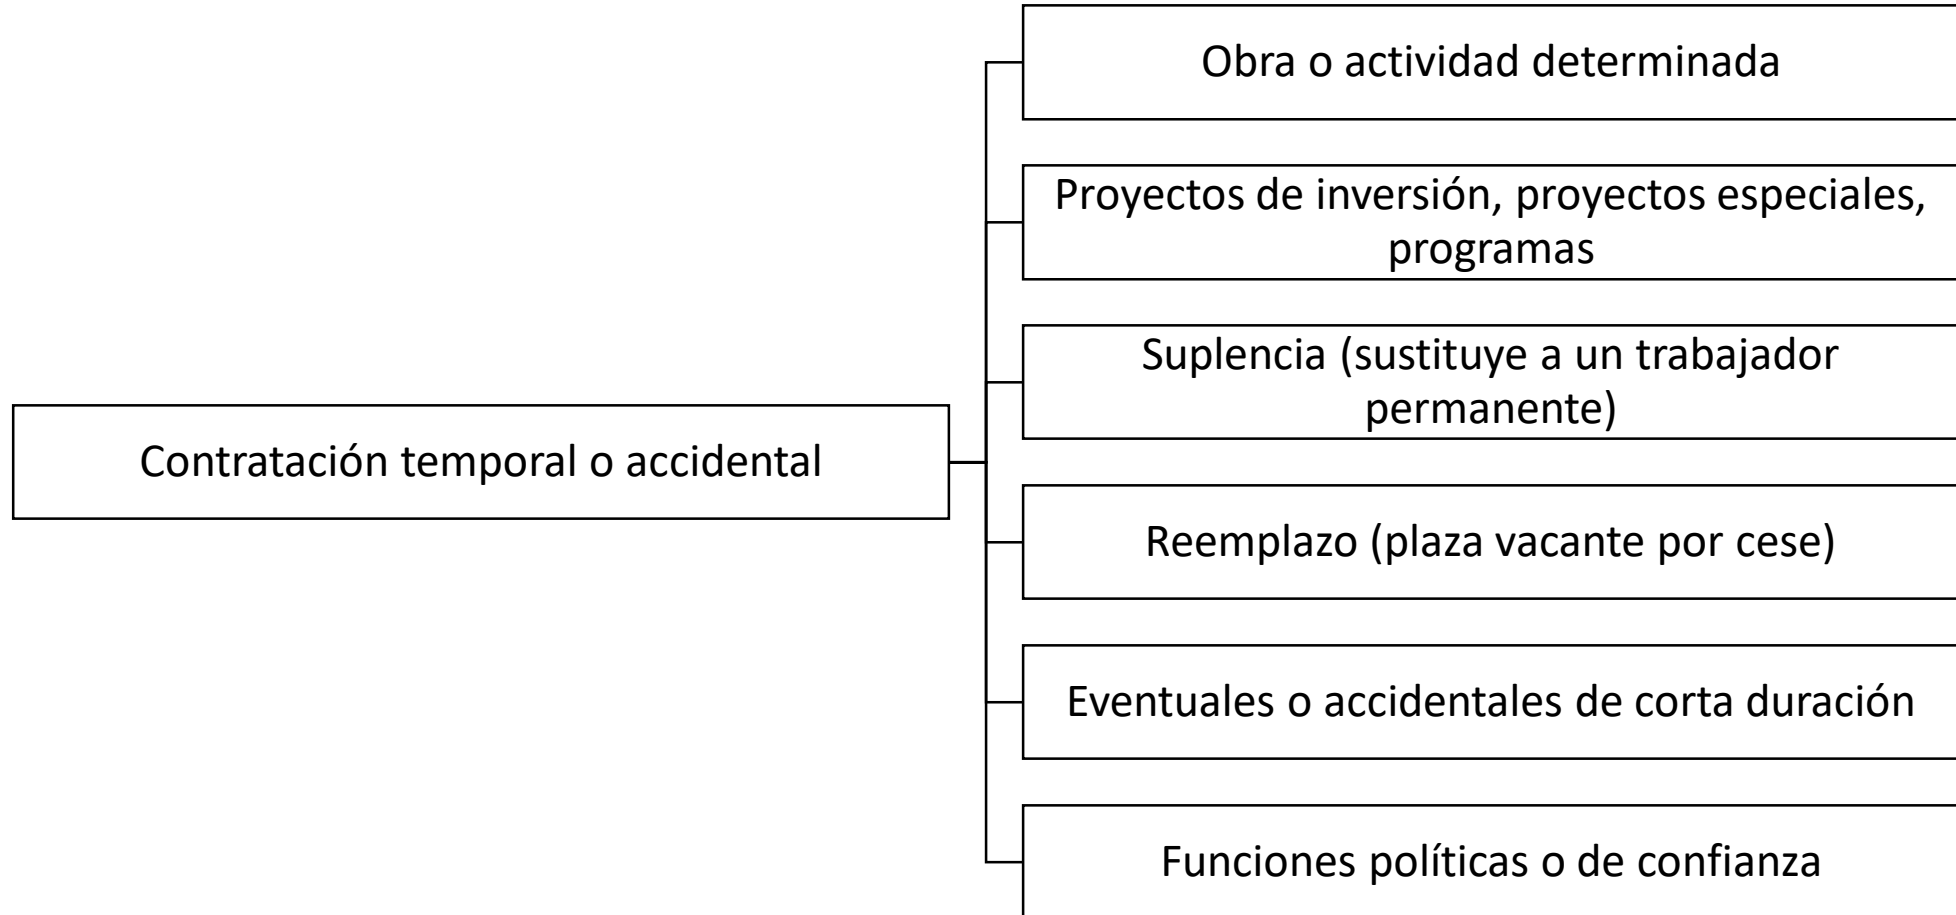 Contratación temporal o accidental
Obra o actividad determinada
Proyectos de inversión, proyectos especiales,
programas
Suplencia (sustituye a un trabajador
permanente)
Reemplazo (plaza vacante por cese)
Eventuales o accidentales de corta duración
Funciones políticas o de confianza